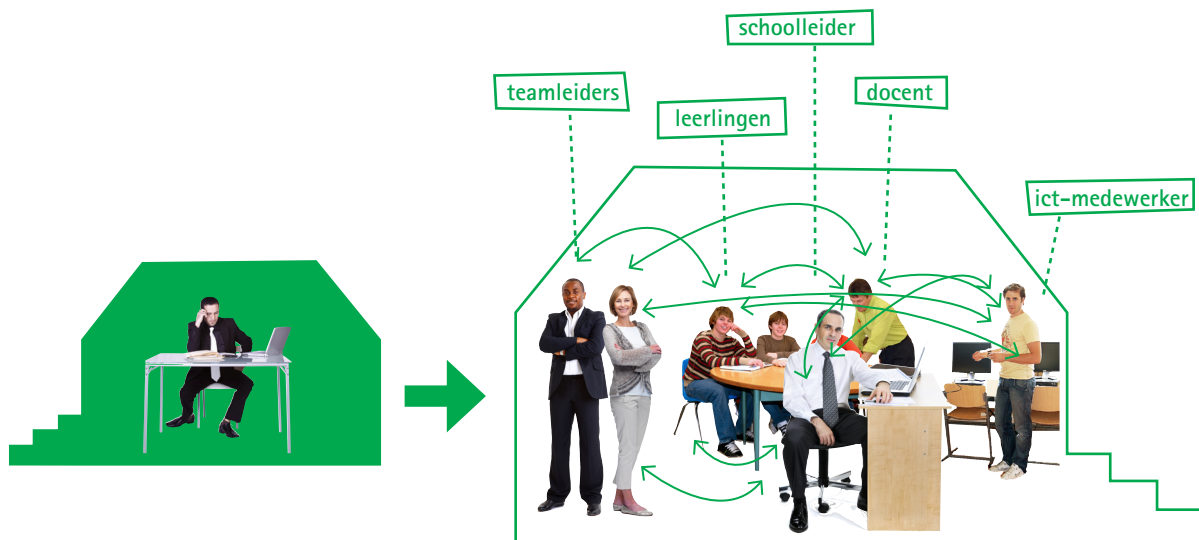 schoolleider
teamleiders
docent
leerlingen
ict-medewerker